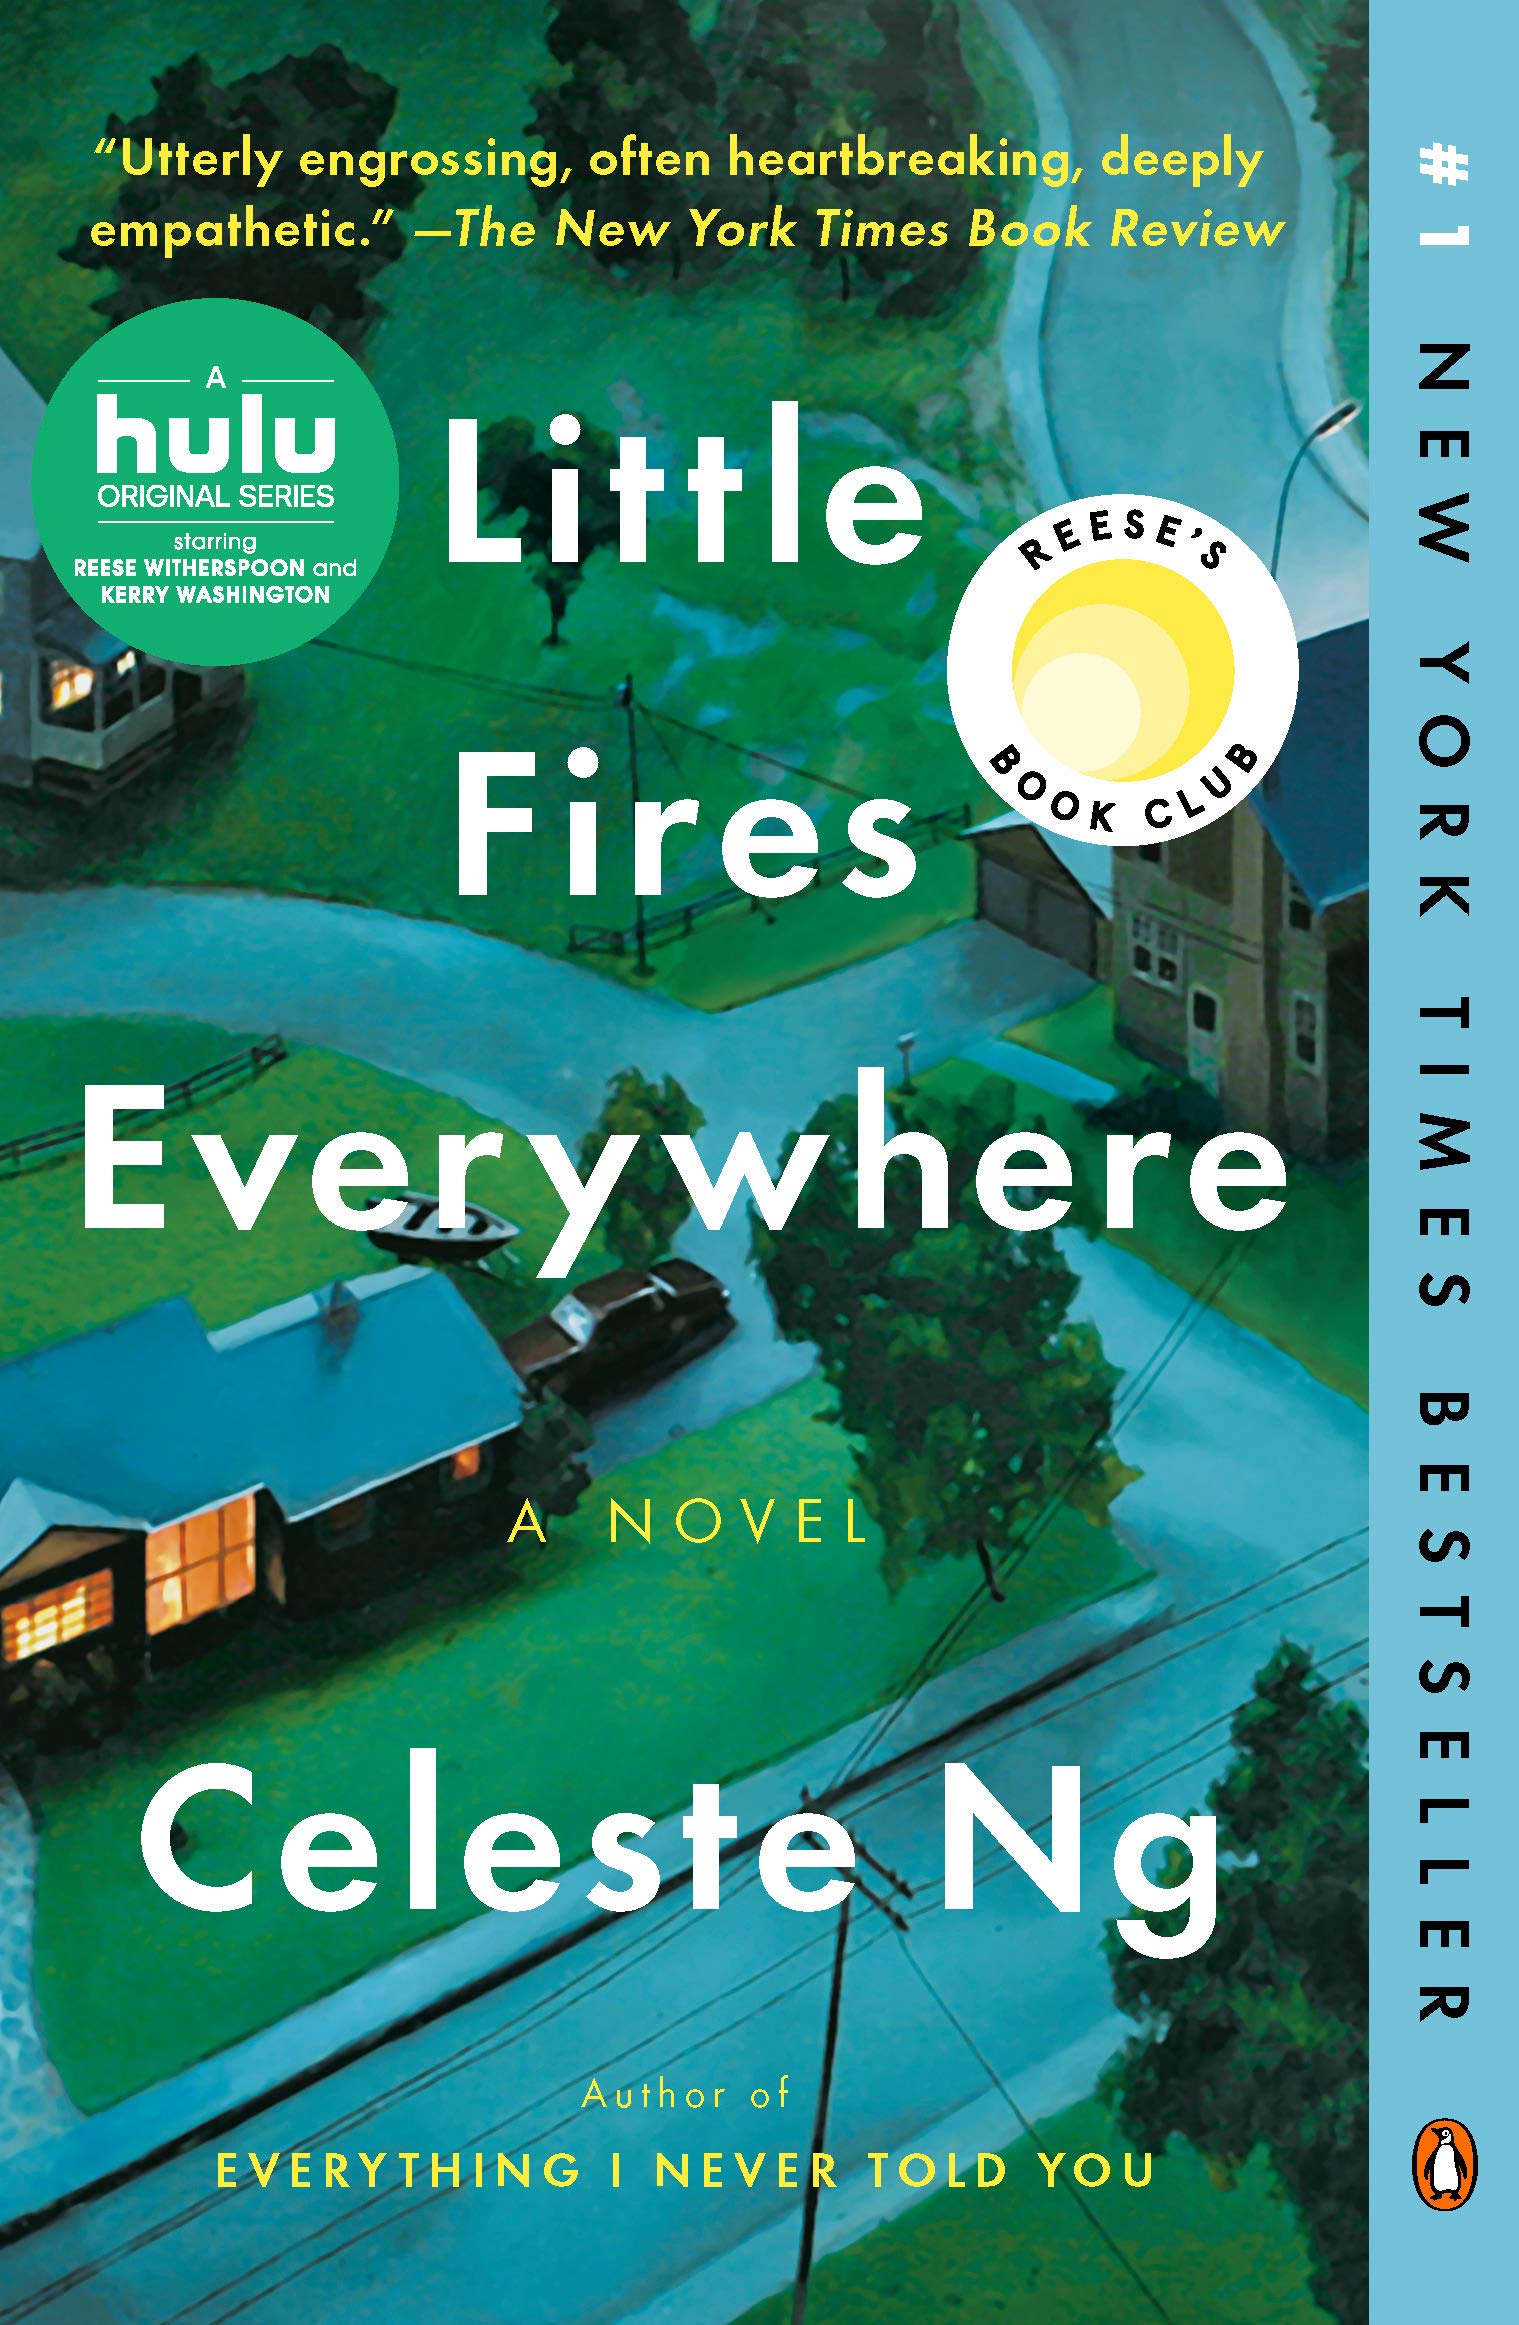 “Utterly engrossing, often heartbreaking, deeply
empathetic.” —The New York Times Book Review
A
hulu
ORIGINAL SERIES
starring
REESE WITHERSPOON and
KERRY WASHINGTON
Little
REESE'S
BOOK CLUB
Fires
Everywhere
A NOVEL
Celeste Ng
Author of
EVERYTHING I NEVER TOLD YOU
#1 NEW YORK TIMES BESTSELLER